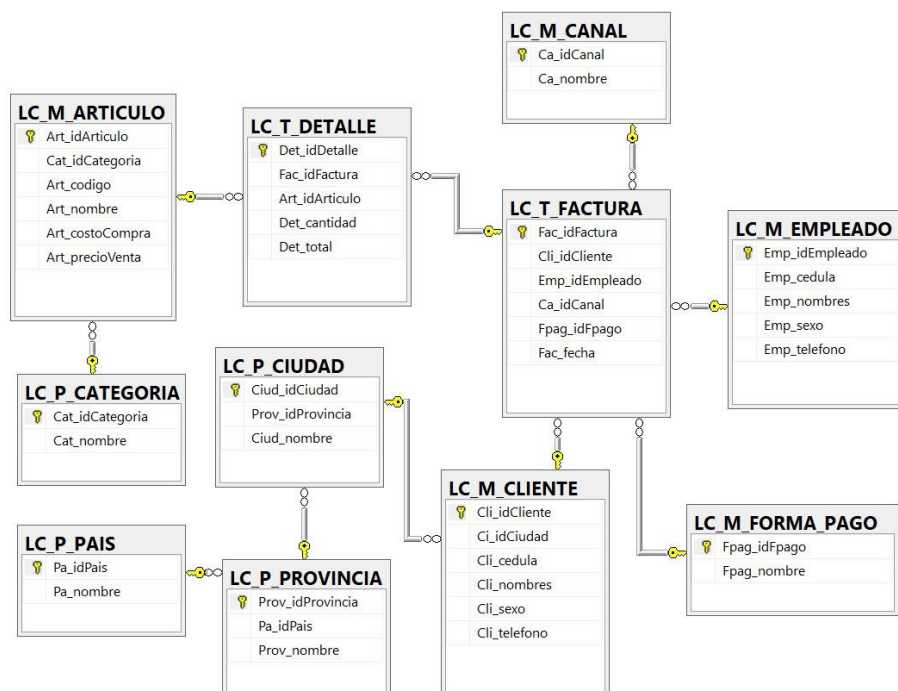 LC_M_CANAL
Ca_idCanal
Ca_nombre
LC_M_ARTICULO
Art_idArticulo
Cat_idCategoria
Art_codigo
Art_nombre
Art_costoCompra
Art_precioVenta
LC_T_DETALLE
Det_idDetalle
Fac_idFactura
Art_idArticulo
Det_cantidad
Det_total
LC_T_FACTURA
Fac_idFactura
Cli_idCliente
Emp_idEmpleado
Ca_idCanal
Fpag_idFpago
Fac_fecha
LC_M_EMPLEADO
Emp_idEmpleado
Emp_cedula
Emp_nombres
Emp_sexo
Emp_telefono
LC_P_CATEGORIA
Cat_idCategoria
Cat_nombre
LC_P_CIUDAD
Ciud_idCiudad
Prov_idProvincia
Ciud_nombre
LC_M_CLIENTE
Cli_idCliente
Ci_idCiudad
Cli_cedula
Cli_nombres
Cli_sexo
Cli_telefono
LC_M_FORMA_PAGO
Fpag_idFpago
Fpag_nombre
LC_P_PAIS
Pa_idPais
Pa_nombre
LC_P_PROVINCIA
Prov_idProvincia
Pa_idPais
Prov_nombre